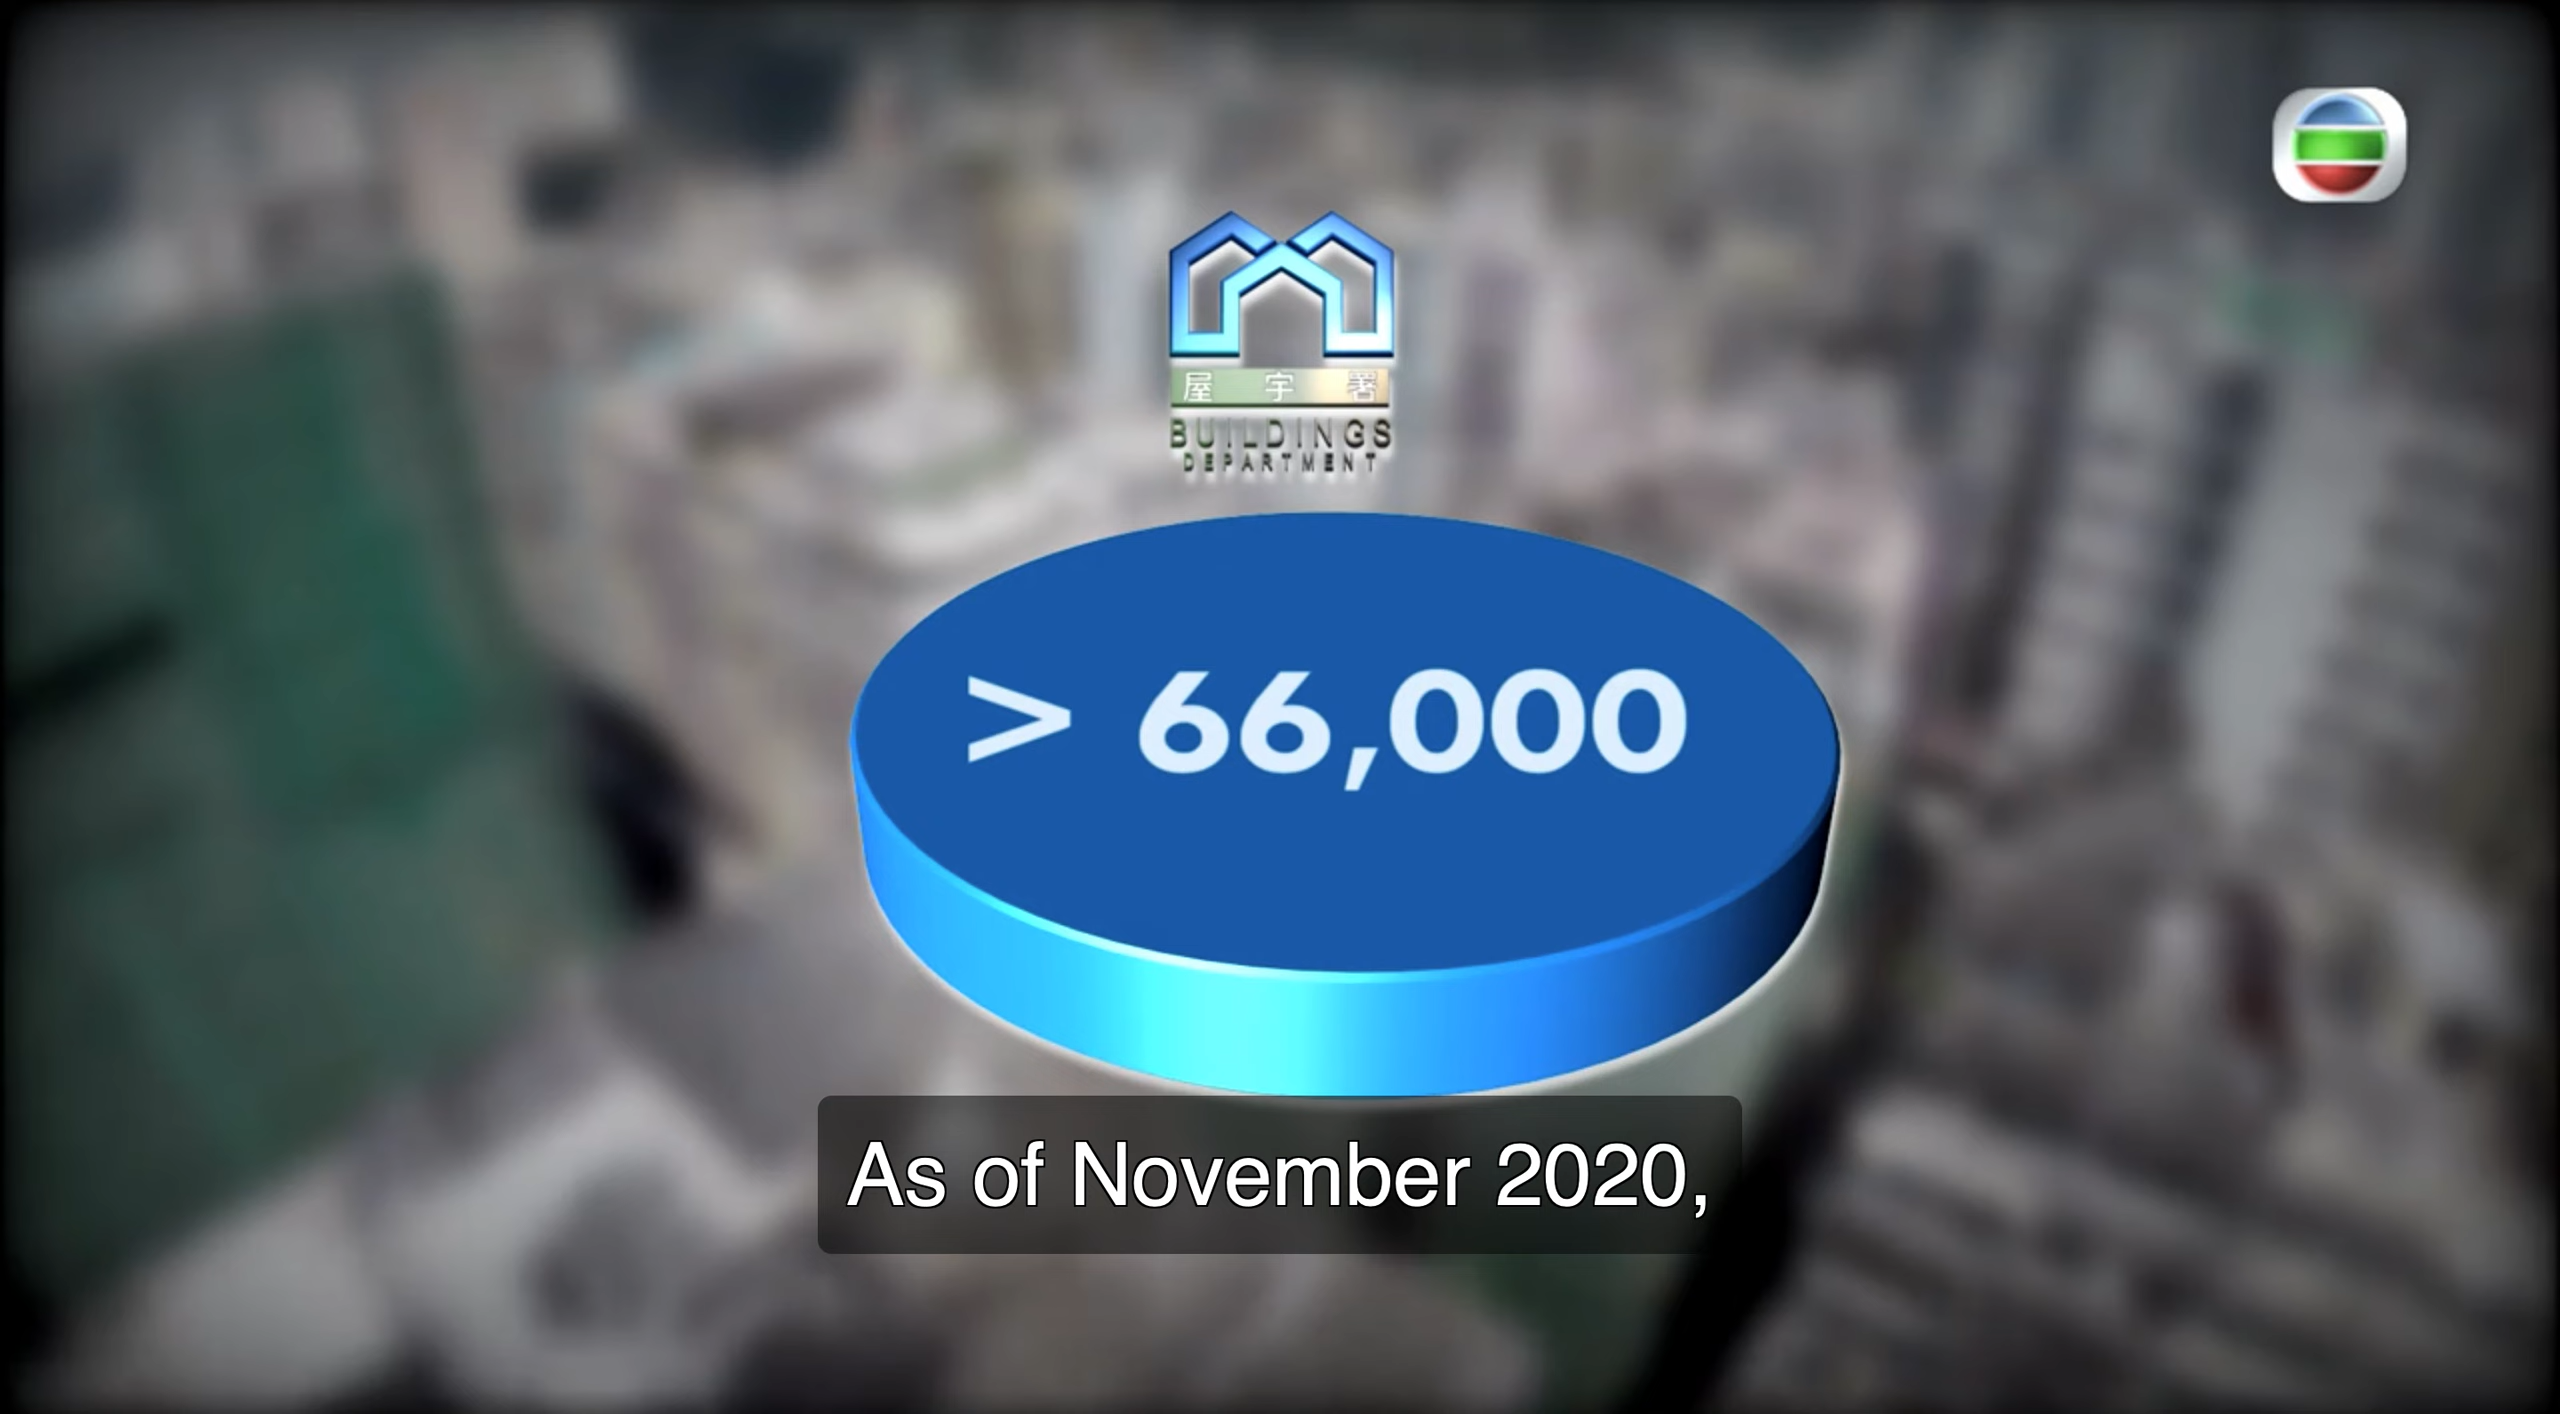 屋宇署
BUILDINGS
DEPARTMENT
> 66,000
As of November 2020,